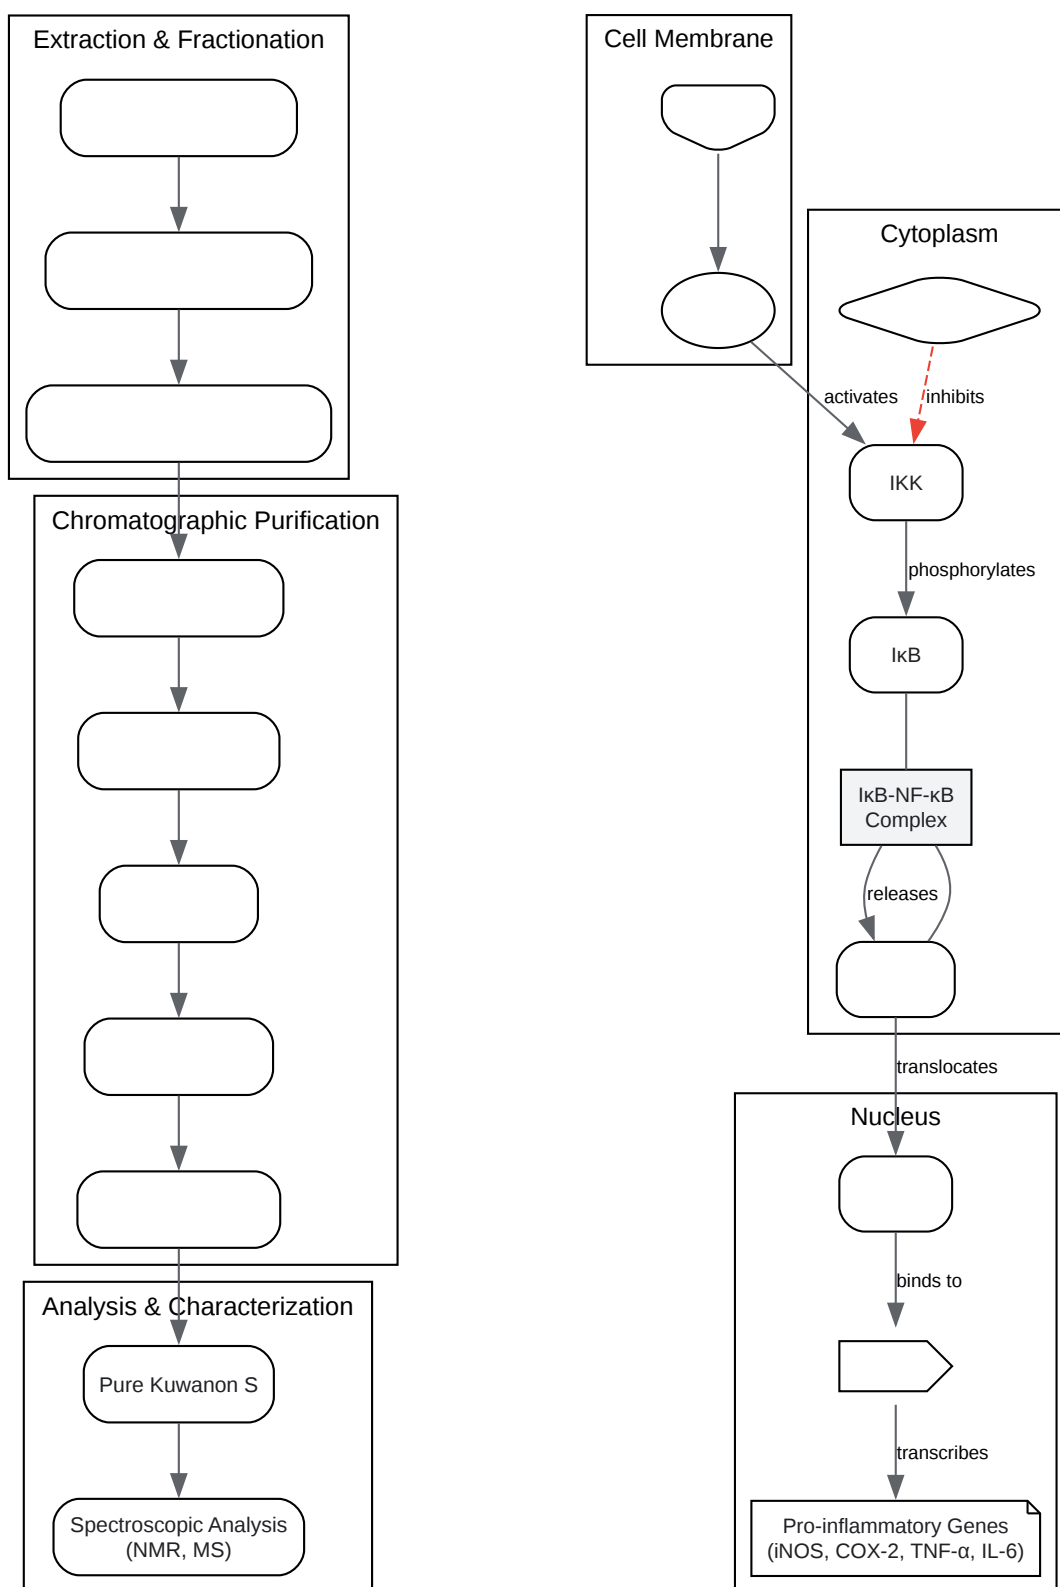 Extraction & Fractionation
Chromatographic Purification
Analysis & Characterization
Pure Kuwanon S
Spectroscopic Analysis
(NMR, MS)
Cell Membrane
Cytoplasm
activates
inhibits
IKK
phosphorylates
IκB
IκB-NF-κB
Complex
releases
translocates
Nucleus
binds to
transcribes
Pro-inflammatory Genes
(iNOS, COX-2, TNF-α, IL-6)